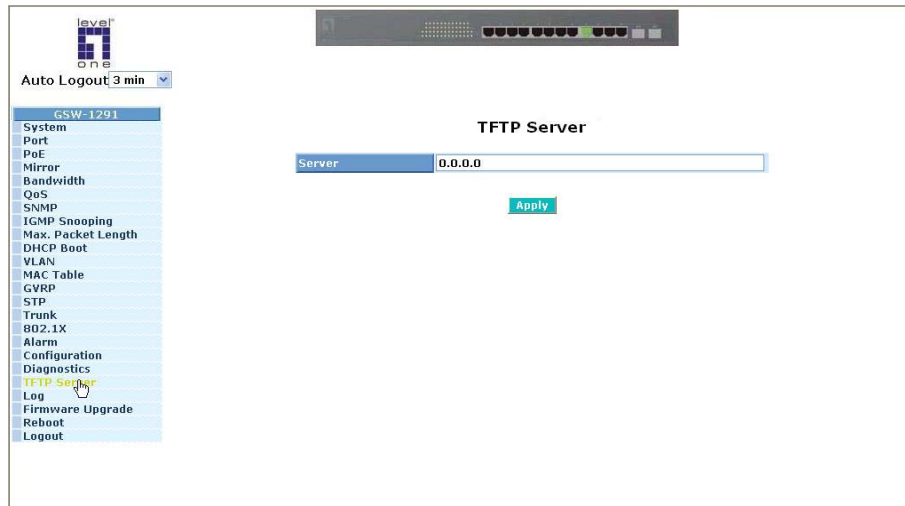 level
one
Auto Logout 3 min
GSW-1291
System
Port
PoE
Mirror
Bandwidth
QoS
SNMP
IGMP Snooping
Max. Packet Length
DHCP Boot
VLAN
MAC Table
GVRP
STP
Trunk
802.1X
Alarm
Configuration
Diagnostics
TFTP Server
Log
Firmware Upgrade
Reboot
Logout
TFTP Server
Server 0.0.0.0
Apply